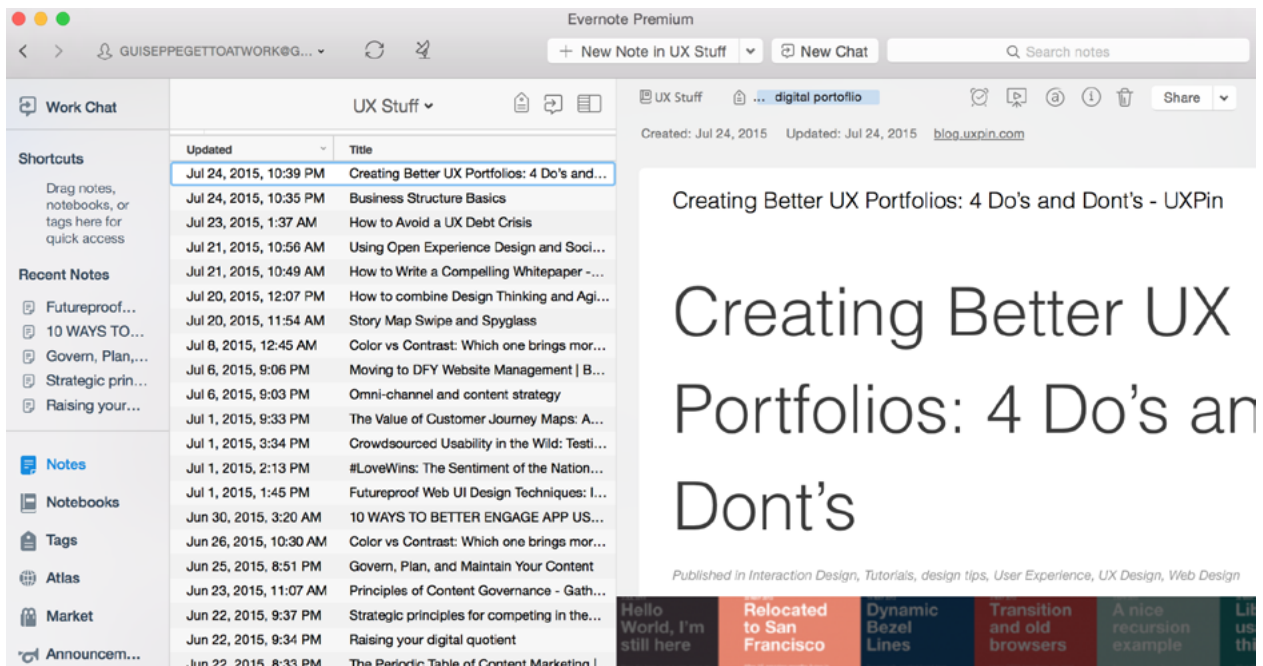 Evernote Premium
GUISEPPEGETTOATWORK@G...
+ New Note in UX Stuff
New Chat
Search notes
Work Chat
Shortcuts
Drag notes,
notebooks, or
tags here for
quick access
Recent Notes
Futureproof...
10 WAYS TO...
Govern, Plan,...
Strategic prin...
Raising your...
Notes
Notebooks
Tags
Atlas
Market
Announcem...
UX Stuff
Updated Title
Jul 24, 2015, 10:39 PM Creating Better UX Portfolios: 4 Do's and...
Jul 24, 2015, 10:35 PM Business Structure Basics
Jul 23, 2015, 1:37 AM How to Avoid a UX Debt Crisis
Jul 21, 2015, 10:56 AM Using Open Experience Design and Soci...
Jul 21, 2015, 10:49 AM How to Write a Compelling Whitepaper -...
Jul 20, 2015, 12:07 PM How to combine Design Thinking and Agi...
Jul 20, 2015, 11:54 AM Story Map Swipe and Spyglass
Jul 8, 2015, 12:45 AM Color vs Contrast: Which one brings mor...
Jul 6, 2015, 9:06 PM Moving to DFY Website Management | B...
Jul 6, 2015, 9:03 PM Omni-channel and content strategy
Jul 1, 2015, 9:33 PM The Value of Customer Journey Maps: A...
Jul 1, 2015, 3:34 PM Crowdsourced Usability in the Wild: Testi...
Jul 1, 2015, 2:13 PM #LoveWins: The Sentiment of the Nation...
Jul 1, 2015, 1:45 PM Futureproof Web UI Design Techniques: I...
Jun 30, 2015, 3:20 AM 10 WAYS TO BETTER ENGAGE APP US...
Jun 26, 2015, 10:30 AM Color vs Contrast: Which one brings mor...
Jun 25, 2015, 8:51 PM Govern, Plan, and Maintain Your Content
Jun 23, 2015, 11:07 AM Principles of Content Governance - Gath...
Jun 22, 2015, 9:37 PM Strategic principles for competing in the...
Jun 22, 2015, 9:34 PM Raising your digital quotient
Jun 22, 2015, 8:33 PM The Periodic Table of Content Marketing |
UX Stuff ... digital portoflio
Share
Created: Jul 24, 2015 Updated: Jul 24, 2015 blog.uxpin.com
Creating Better UX Portfolios: 4 Do's and Dont's - UXPin
Creating Better UX
Portfolios: 4 Do's an
Dont's
Published in Interaction Design, Tutorials, design tips, User Experience, UX Design, Web Design
Hello
World, I'm
still here
Relocated
to San
Francisco
Dynamic
Bezel
Lines
Transition
and old
browsers
A nice
recursion
example